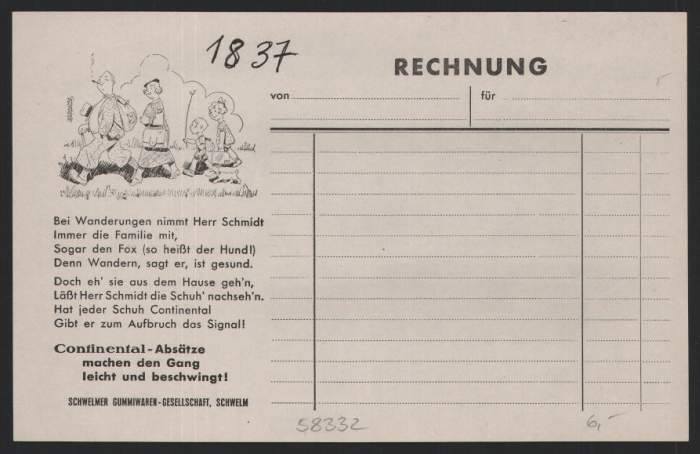 1837
RECHNUNG
von
für
Bei Wanderungen nimmt Herr Schmidt
Immer die Familie mit,
Sogar den Fox (so heißt der Hund!)
Denn Wandern, sagt er, ist gesund.
Doch eh' sie aus dem Hause geh'n,
Läßt Herr Schmidt die Schuh' nachseh'n.
Hat jeder Schuh Continental
Gibt er zum Aufbruch das Signal!
Continental-Absätze
machen den Gang
leicht und beschwingt!
SCHWELMER GUMMIWAREN-GESELLSCHAFT, SCHWELM
58332
6,-